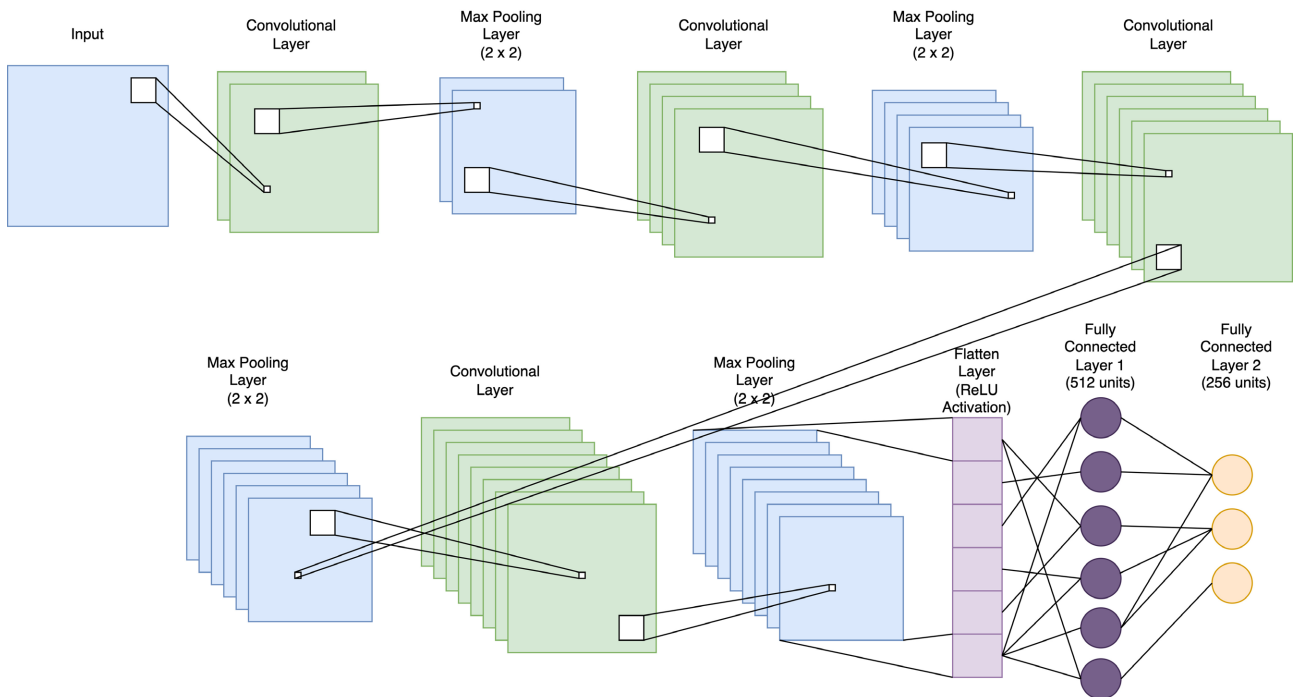 Input
Convolutional
Layer
Max Pooling
Layer
(2 x 2)
Convolutional
Layer
Max Pooling
Layer
(2 x 2)
Convolutional
Layer
Max Pooling
Layer
(2 x 2)
Convolutional
Layer
Max Pooling
Layer
(2 x 2)
Flatten
Layer
(ReLU
Activation)
Fully
Connected
Layer 1
(512 units)
Fully
Connected
Layer 2
(256 units)